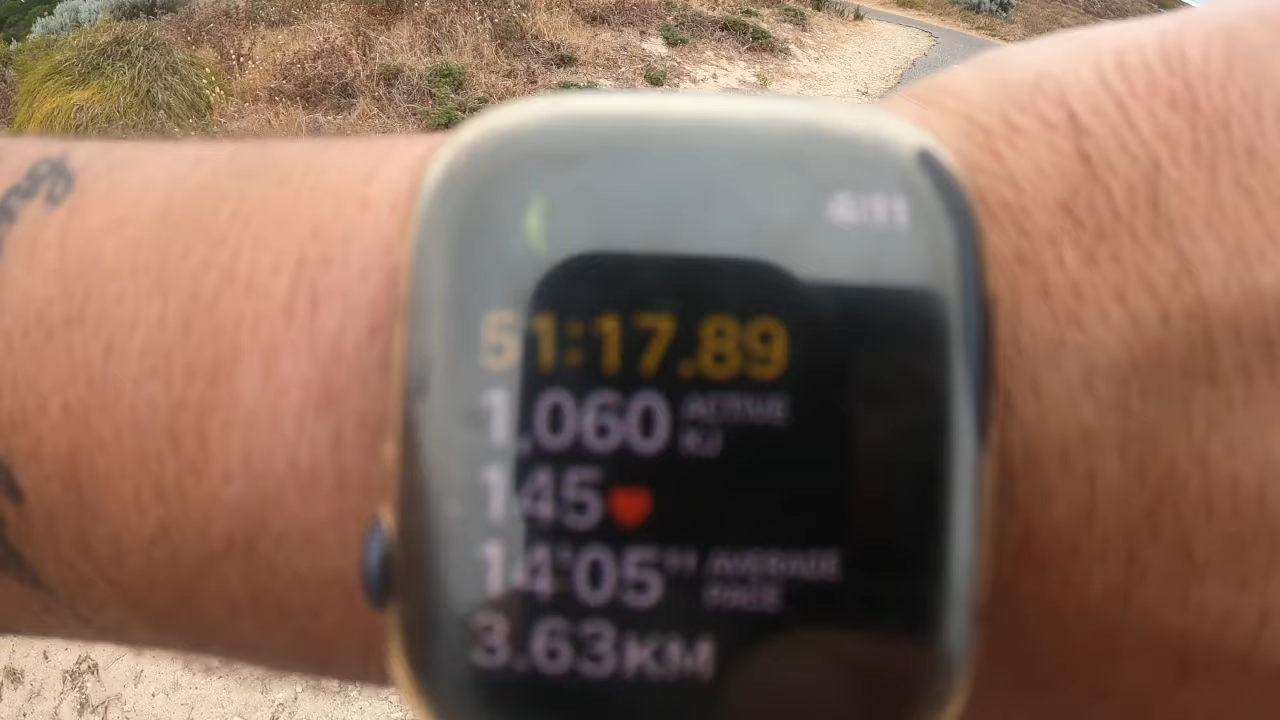 51:17.89
1,060 ACTIVE
KJ
145
14'05'' AVERAGE
PACE
3.63KM